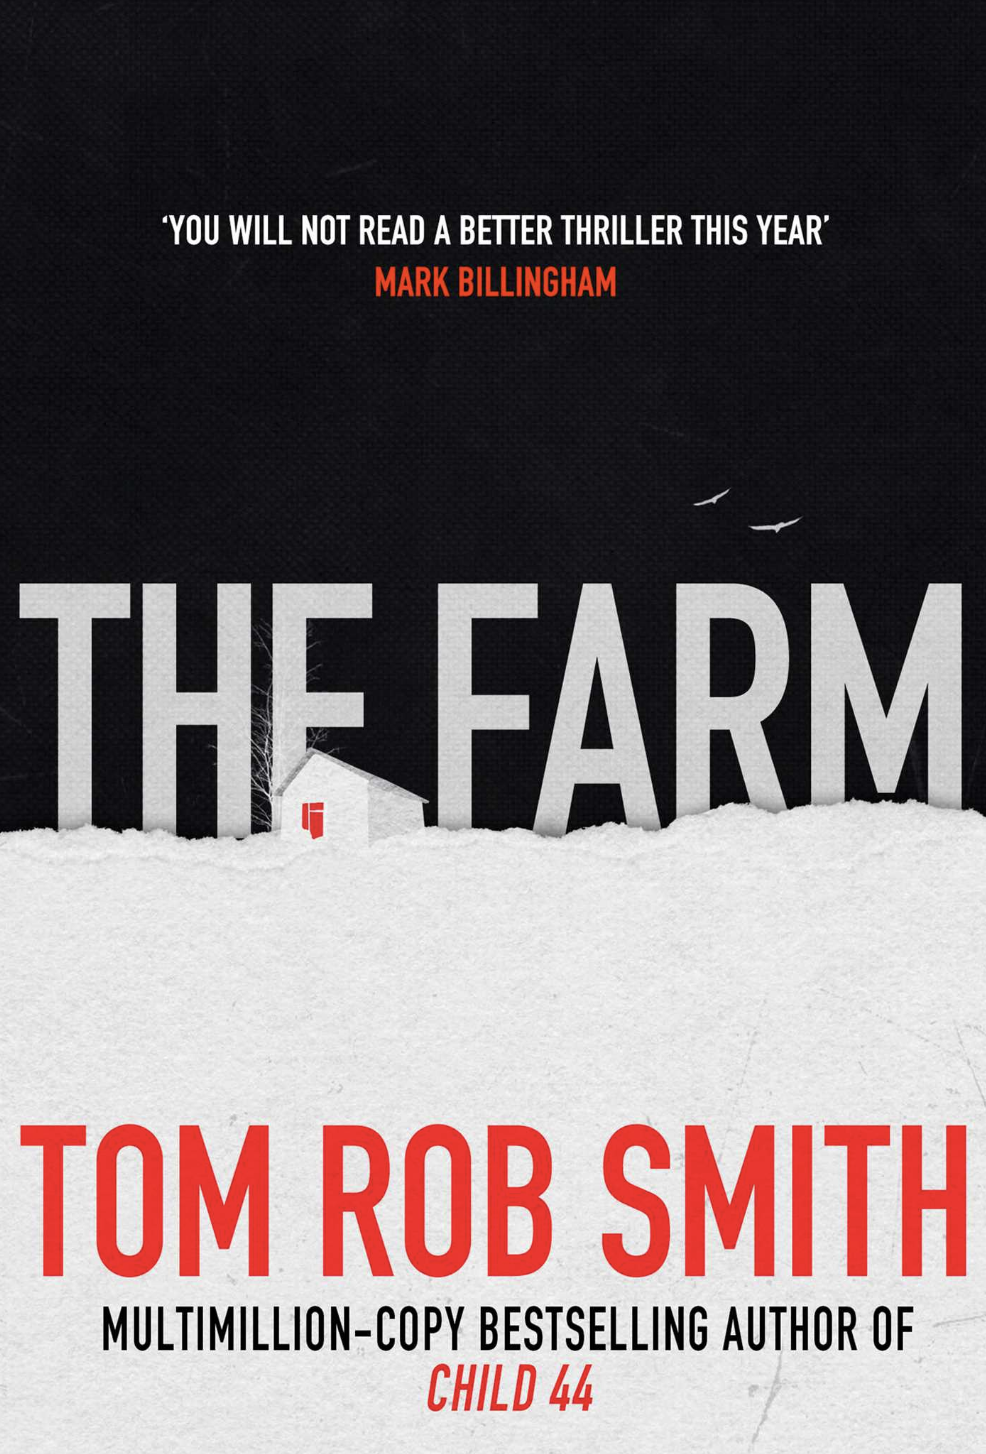 ‘YOU WILL NOT READ A BETTER THRILLER THIS YEAR’
MARK BILLINGHAM
THE FARM
TOM ROB SMITH
MULTIMILLION-COPY BESTSELLING AUTHOR OF
CHILD 44